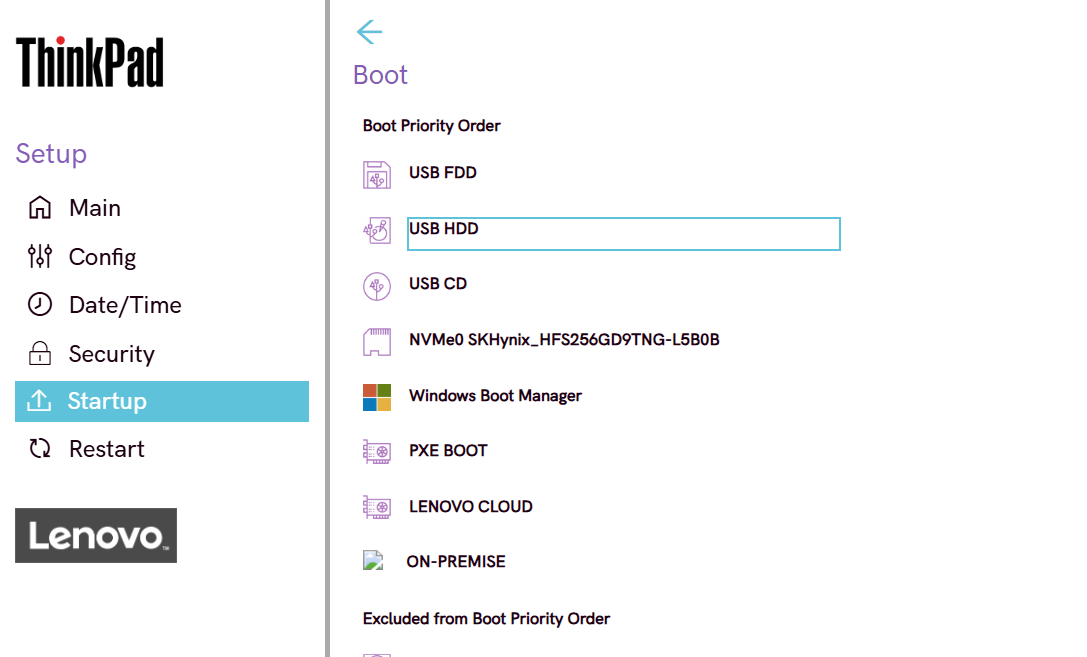 ThinkPad
Setup
Main
Config
Date/Time
Security
Startup
Restart
Lenovo™
Boot
Boot Priority Order
USB FDD
USB HDD
USB CD
NVMe0 SKHynix_HFS256GD9TNG-L5B0B
Windows Boot Manager
PXE BOOT
LENOVO CLOUD
ON-PREMISE
Excluded from Boot Priority Order